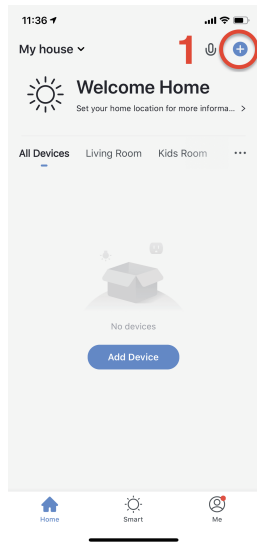 11:36
My house
1
Welcome Home
Set your home location for more informa... >
All Devices Living Room Kids Room ...
No devices
Add Device
Home Smart Me